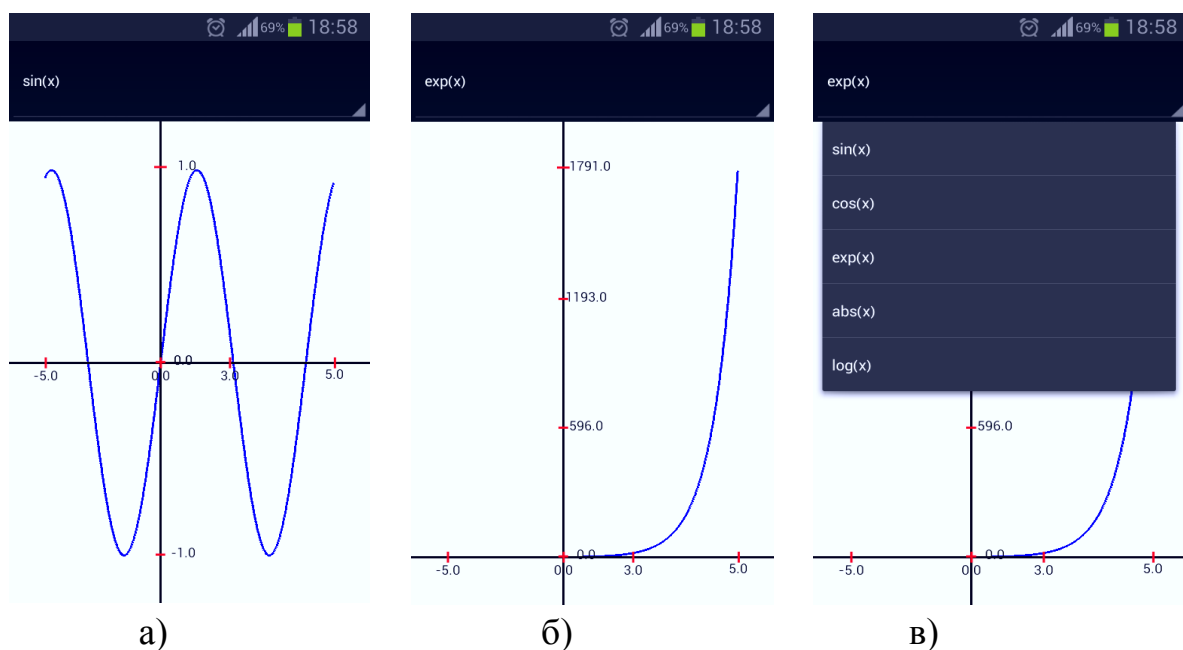 69% 18:58
sin(x)
1.0
0.0
-5.0 0.0 3.0 5.0
-1.0
а)
69% 18:58
exp(x)
1791.0
1193.0
596.0
0.0
-5.0 0.0 3.0 5.0
б)
69% 18:58
exp(x)
sin(x)
cos(x)
exp(x)
abs(x)
log(x)
596.0
0.0
-5.0 0.0 3.0 5.0
в)